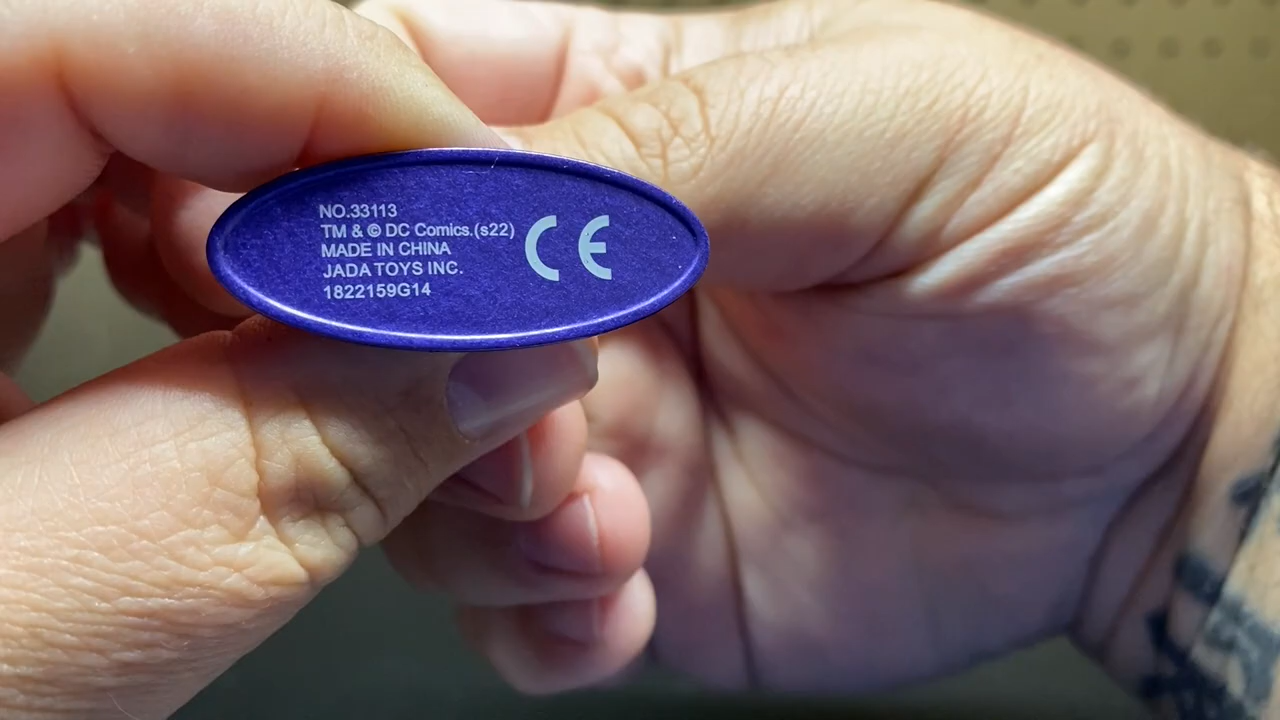 NO.33113
TM & © DC Comics.(s22)
MADE IN CHINA
JADA TOYS INC.
1822159G14
CE